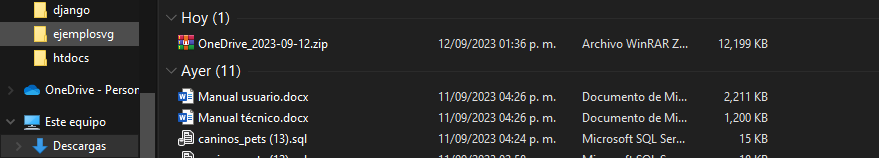 django
ejemplosvg
htdocs
OneDrive - Person
Este equipo
Descargas
Hoy (1)
OneDrive_2023-09-12.zip 12/09/2023 01:36 p. m. Archivo WinRAR Z... 12,199 KB
Ayer (11)
Manual usuario.docx 11/09/2023 04:26 p. m. Documento de Mi... 2,211 KB
Manual técnico.docx 11/09/2023 04:26 p. m. Documento de Mi... 1,200 KB
caninos_pets (13).sql 11/09/2023 04:24 p. m. Microsoft SQL Ser... 15 KB